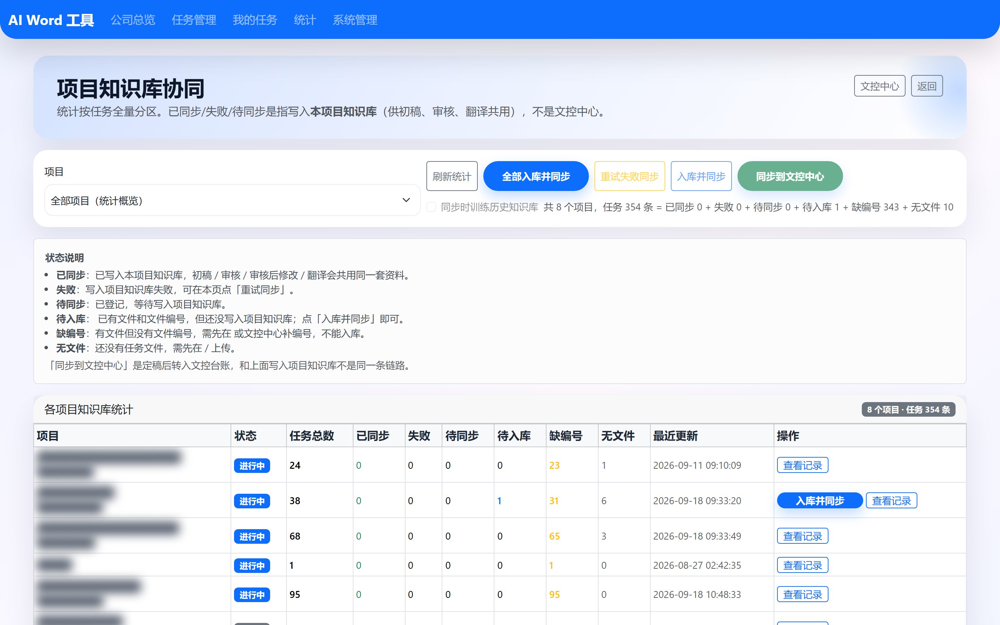 AI Word 工具 公司总览 任务管理 我的任务 统计 系统管理
项目知识库协同
文控中心 返回
统计按任务全量分区。已同步/失败/待同步是指写入本项目知识库（供初稿、审核、翻译共用），不是文控中心。
项目
全部项目（统计概览）
刷新统计 全部入库并同步 重试失败同步 入库并同步 同步到文控中心
同步时训练历史知识库 共 8 个项目，任务 354 条 = 已同步 0 + 失败 0 + 待同步 0 + 待入库 1 + 缺编号 343 + 无文件 10
状态说明
• 已同步：已写入本项目知识库，初稿 / 审核 / 审核后修改 / 翻译会共用同一套资料。
• 失败：写入项目知识库失败，可在本页点「重试同步」。
• 待同步：已登记，等待写入项目知识库。
• 待入库： 已有文件和文件编号，但还没写入项目知识库；点「入库并同步」即可。
• 缺编号：有文件但没有文件编号，需先在 或文控中心补编号，不能入库。
• 无文件：还没有任务文件，需先在 / 上传。
「同步到文控中心」是定稿后转入文控台账，和上面写入项目知识库不是同一条链路。
各项目知识库统计 8 个项目 · 任务 354 条
项目 状态 任务总数 已同步 失败 待同步 待入库 缺编号 无文件 最近更新 操作
进行中 24 0 0 0 0 23 1 2026-09-11 09:10:09 查看记录
进行中 38 0 0 0 1 31 6 2026-09-18 09:33:20 入库并同步 查看记录
进行中 68 0 0 0 0 65 3 2026-09-18 09:33:49 查看记录
进行中 1 0 0 0 0 1 0 2026-08-27 02:42:35 查看记录
进行中 95 0 0 0 0 95 0 2026-09-18 10:48:33 查看记录